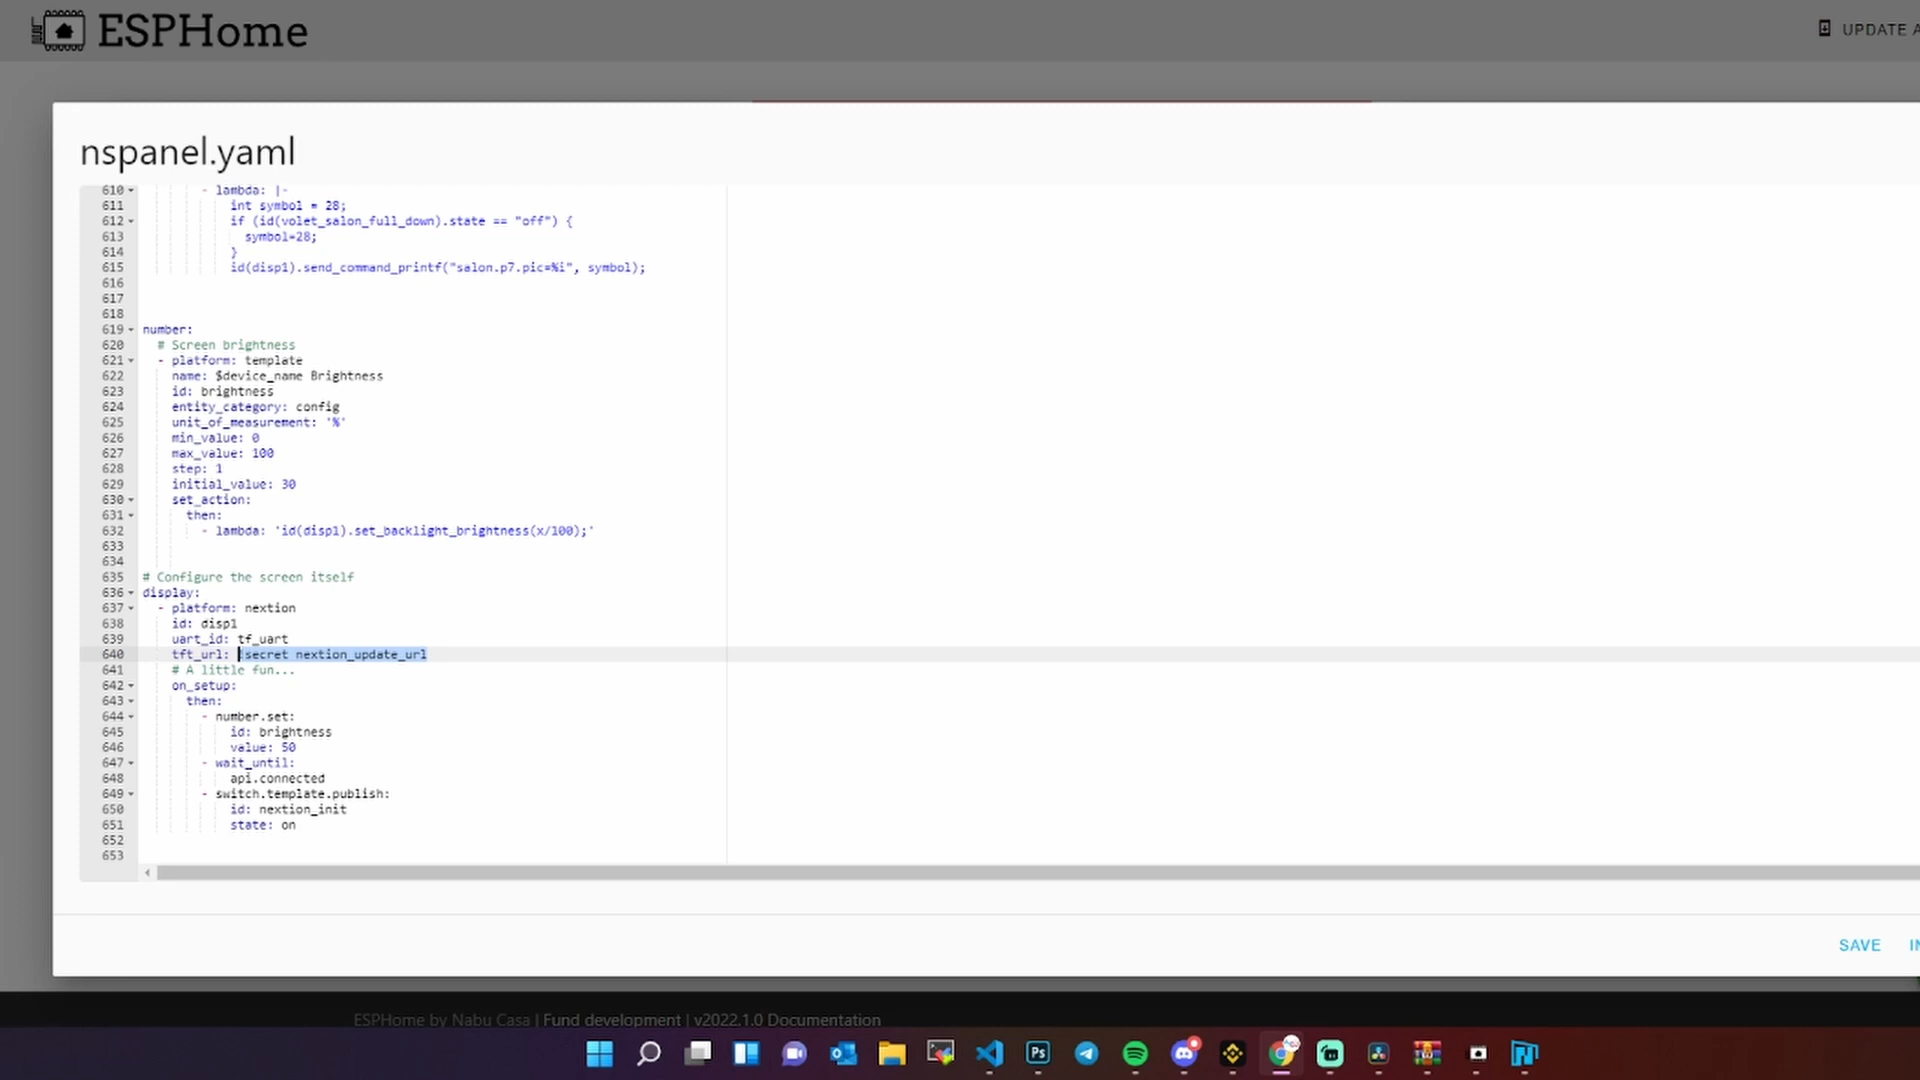 ESPHome
UPDATE A
nspanel.yaml
610 - lambda: |-
611 int symbol = 28;
612 if (id(volet_salon_full_down).state == "off") {
613 symbol=28;
614 }
615 id(disp1).send_command_printf("salon.p7.pic=%i", symbol);
616
617
618
619 number:
620 # Screen brightness
621 - platform: template
622 name: $device_name Brightness
623 id: brightness
624 entity_category: config
625 unit_of_measurement: '%'
626 min_value: 0
627 max_value: 100
628 step: 1
629 initial_value: 30
630 set_action:
631 then:
632 - lambda: 'id(disp1).set_backlight_brightness(x/100);'
633
634
635 # Configure the screen itself
636 display:
637 - platform: nextion
638 id: disp1
639 uart_id: tf_uart
640 tft_url: !secret nextion_update_url
641 # A little fun...
642 on_setup:
643 then:
644 - number.set:
645 id: brightness
646 value: 50
647 - wait_until:
648 api.connected
649 - switch.template.publish:
650 id: nextion_init
651 state: on
652
653
SAVE IN
ESPHome by Nabu Casa | Fund development | v2022.1.0 Documentation
Ps